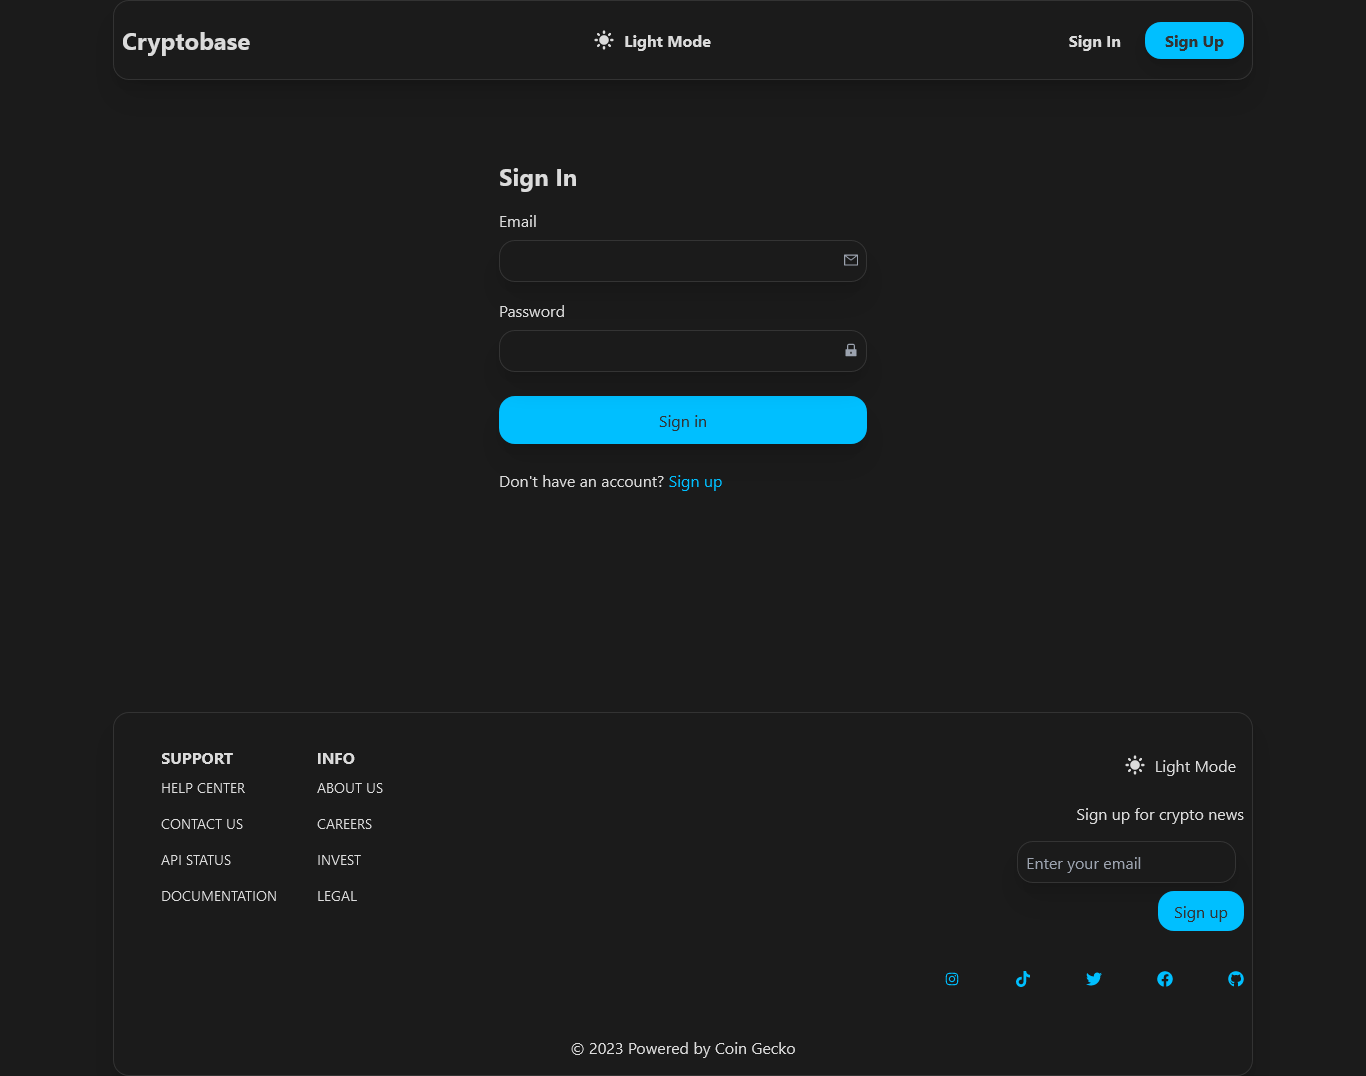 Cryptobase
Light Mode
Sign In
Sign Up
Sign In
Email
Password
Sign in
Don't have an account? Sign up
SUPPORT
HELP CENTER
CONTACT US
API STATUS
DOCUMENTATION
INFO
ABOUT US
CAREERS
INVEST
LEGAL
Light Mode
Sign up for crypto news
Enter your email
Sign up
© 2023 Powered by Coin Gecko